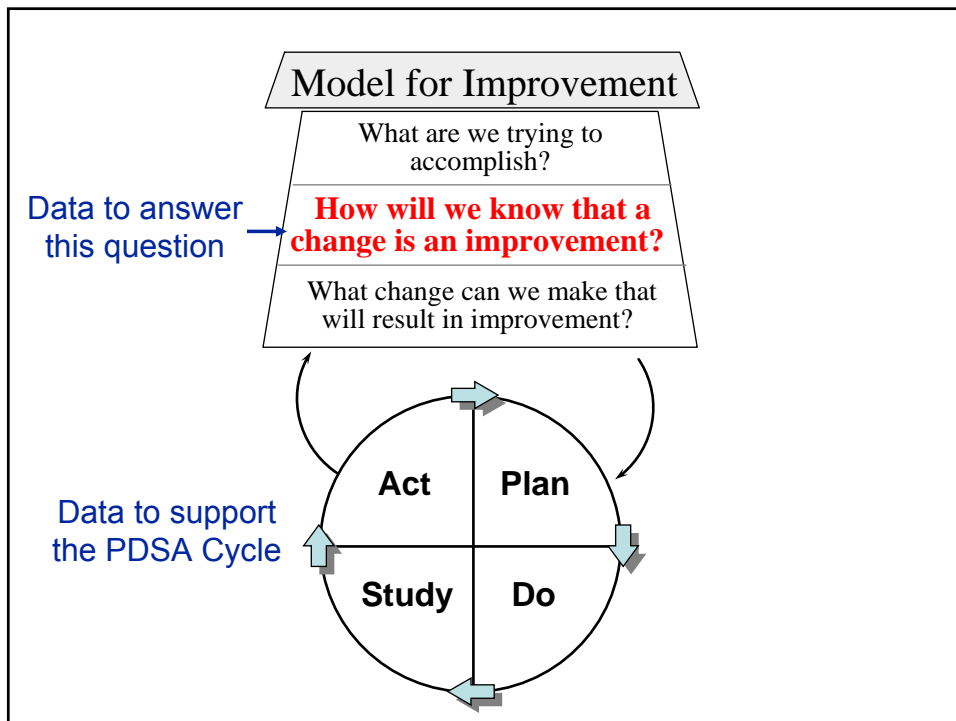 Model for Improvement
What are we trying to
accomplish?
Data to answer
this question
How will we know that a
change is an improvement?
What change can we make that
will result in improvement?
Act
Plan
Data to support
the PDSA Cycle
Study
Do